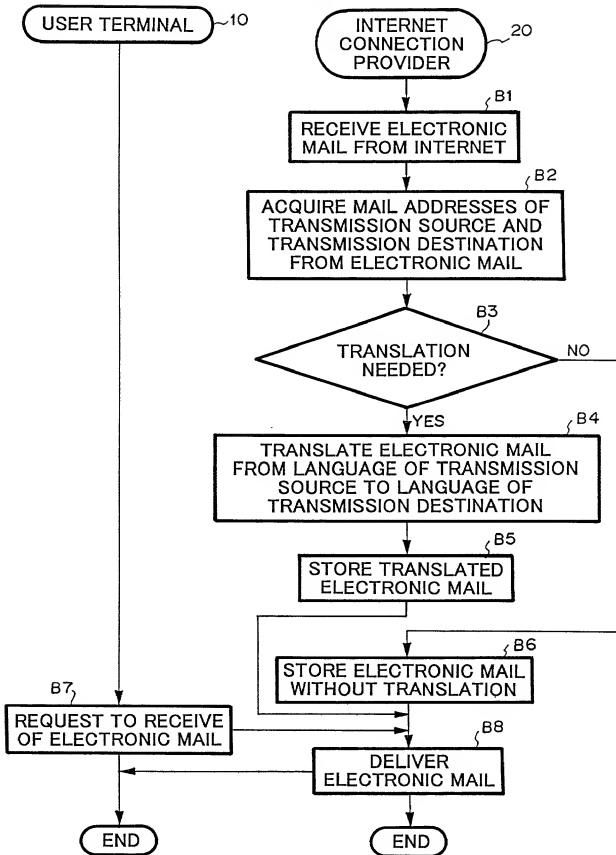 USER TERMINAL
10
INTERNET
CONNECTION
PROVIDER
20
B1
RECEIVE ELECTRONIC
MAIL FROM INTERNET
B2
ACQUIRE MAIL ADDRESSES OF
TRANSMISSION SOURCE AND
TRANSMISSION DESTINATION
FROM ELECTRONIC MAIL
B3
TRANSLATION
NEEDED?
NO
YES
B4
TRANSLATE ELECTRONIC MAIL
FROM LANGUAGE OF TRANSMISSION
SOURCE TO LANGUAGE OF
TRANSMISSION DESTINATION
B5
STORE TRANSLATED
ELECTRONIC MAIL
B6
STORE ELECTRONIC MAIL
WITHOUT TRANSLATION
B7
REQUEST TO RECEIVE
OF ELECTRONIC MAIL
B8
DELIVER
ELECTRONIC MAIL
END
END